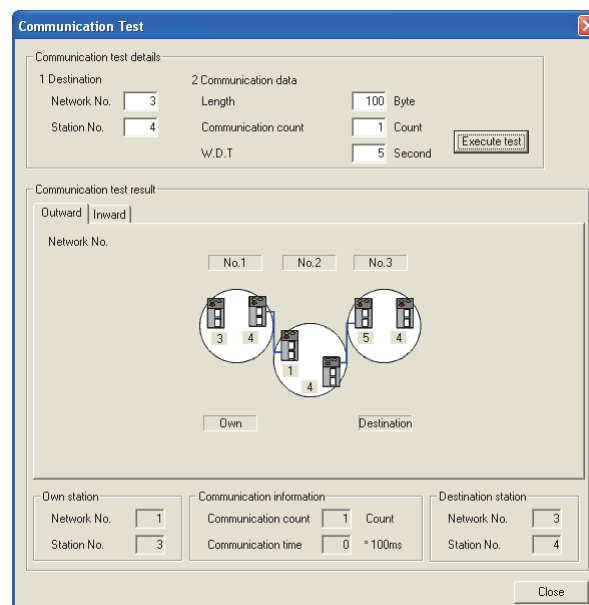 Communication Test
Communication test details
1 Destination 2 Communication data
Network No. 3 Length 100 Byte
Station No. 4 Communication count 1 Count
W.D.T 5 Second Execute test
Communication test result
Outward Inward
Network No.
No.1 No.2 No.3
3 4 5 4
1
4
Own Destination
Own station Communication information Destination station
Network No. 1 Communication count 1 Count Network No. 3
Station No. 3 Communication time 0 * 100ms Station No. 4
Close